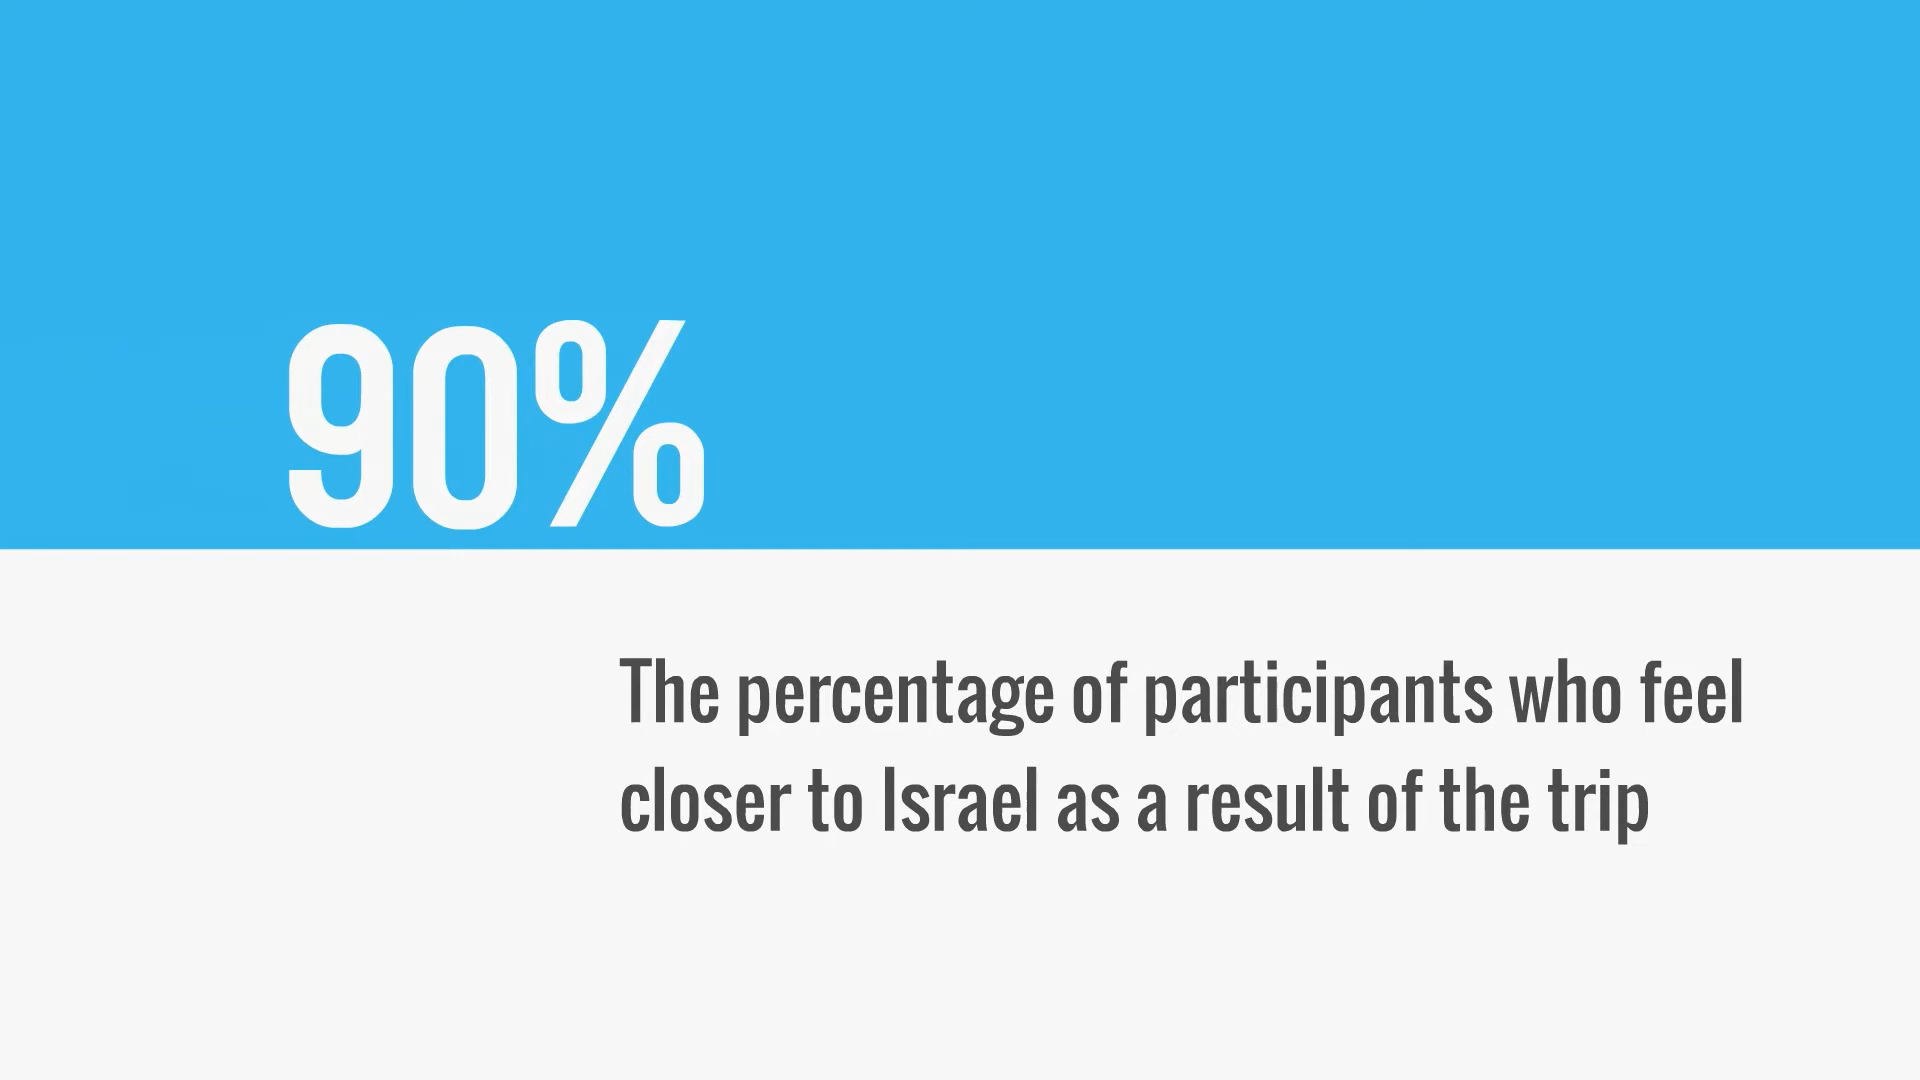 90%
The percentage of participants who feel
closer to Israel as a result of the trip